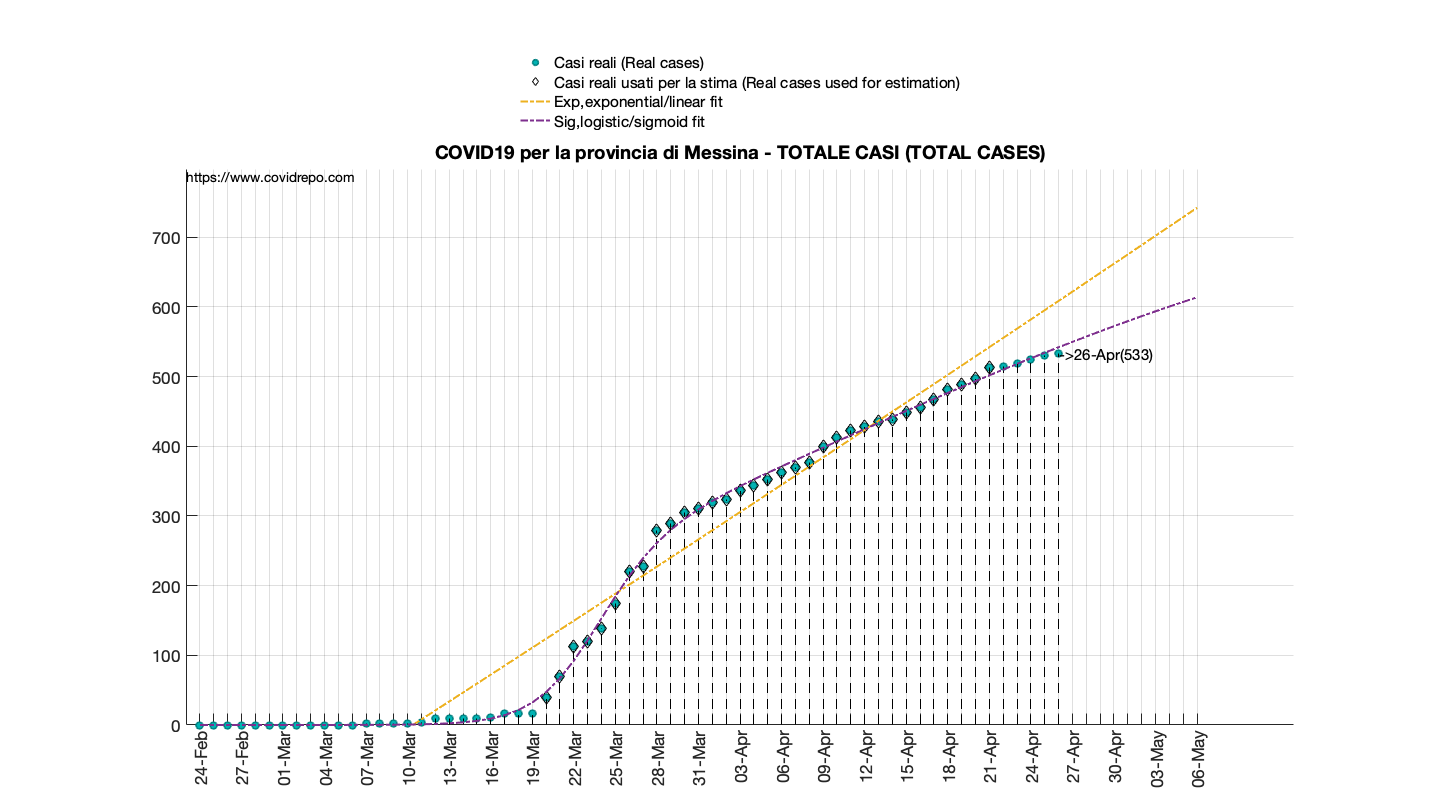 Casi reali (Real cases)
Casi reali usati per la stima (Real cases used for estimation)
Exp,exponential/linear fit
Sig,logistic/sigmoid fit
COVID19 per la provincia di Messina - TOTALE CASI (TOTAL CASES)
https://www.covidrepo.com
700
600
500
400
300
200
100
0
->26-Apr(533)
24-Feb
27-Feb
01-Mar
04-Mar
07-Mar
10-Mar
13-Mar
16-Mar
19-Mar
22-Mar
25-Mar
28-Mar
31-Mar
03-Apr
06-Apr
09-Apr
12-Apr
15-Apr
18-Apr
21-Apr
24-Apr
27-Apr
30-Apr
03-May
06-May